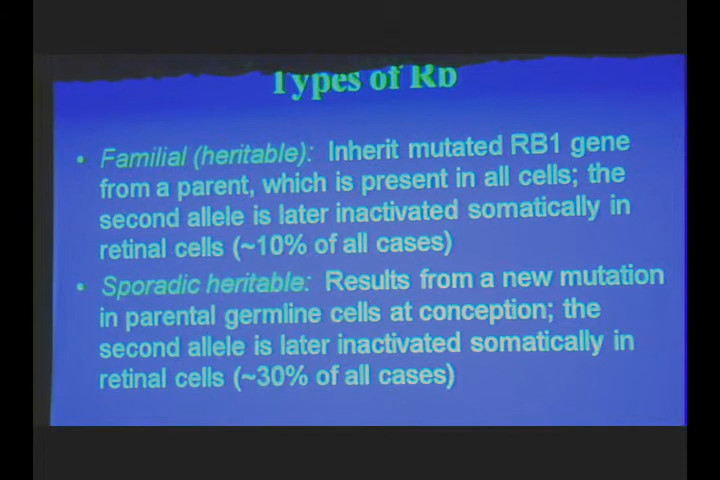 Types of Rb
• Familial (heritable): Inherit mutated RB1 gene
from a parent, which is present in all cells; the
second allele is later inactivated somatically in
retinal cells (~10% of all cases)
• Sporadic heritable: Results from a new mutation
in parental germline cells at conception; the
second allele is later inactivated somatically in
retinal cells (~30% of all cases)